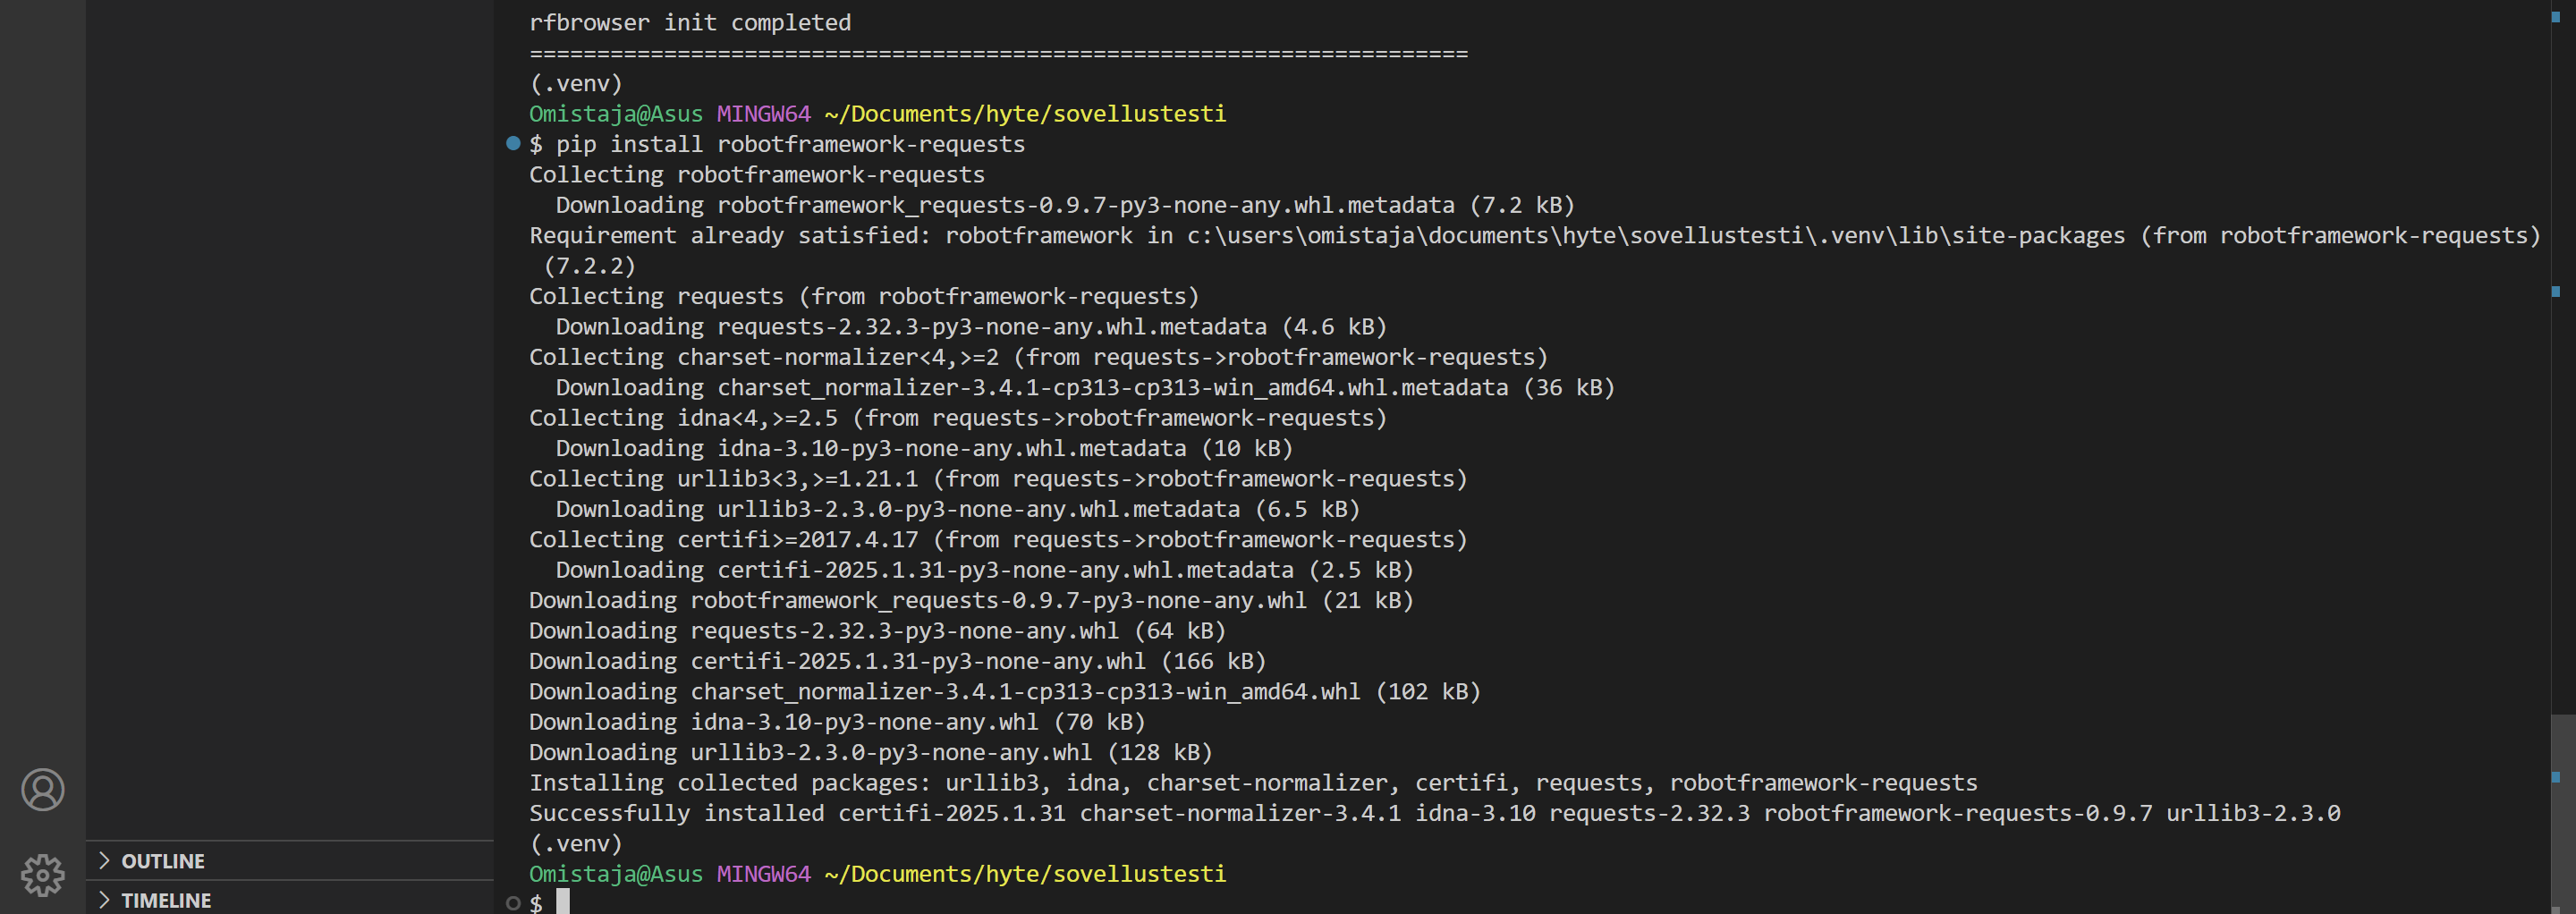 rfbrowser init completed
======================================================================
(.venv)
Omistaja@Asus MINGW64 ~/Documents/hyte/sovellustesti
$ pip install robotframework-requests
Collecting robotframework-requests
  Downloading robotframework_requests-0.9.7-py3-none-any.whl.metadata (7.2 kB)
Requirement already satisfied: robotframework in c:\users\omistaja\documents\hyte\sovellustesti\.venv\lib\site-packages (from robotframework-requests)
 (7.2.2)
Collecting requests (from robotframework-requests)
  Downloading requests-2.32.3-py3-none-any.whl.metadata (4.6 kB)
Collecting charset-normalizer<4,>=2 (from requests->robotframework-requests)
  Downloading charset_normalizer-3.4.1-cp313-cp313-win_amd64.whl.metadata (36 kB)
Collecting idna<4,>=2.5 (from requests->robotframework-requests)
  Downloading idna-3.10-py3-none-any.whl.metadata (10 kB)
Collecting urllib3<3,>=1.21.1 (from requests->robotframework-requests)
  Downloading urllib3-2.3.0-py3-none-any.whl.metadata (6.5 kB)
Collecting certifi>=2017.4.17 (from requests->robotframework-requests)
  Downloading certifi-2025.1.31-py3-none-any.whl.metadata (2.5 kB)
Downloading robotframework_requests-0.9.7-py3-none-any.whl (21 kB)
Downloading requests-2.32.3-py3-none-any.whl (64 kB)
Downloading certifi-2025.1.31-py3-none-any.whl (166 kB)
Downloading charset_normalizer-3.4.1-cp313-cp313-win_amd64.whl (102 kB)
Downloading idna-3.10-py3-none-any.whl (70 kB)
Downloading urllib3-2.3.0-py3-none-any.whl (128 kB)
Installing collected packages: urllib3, idna, charset-normalizer, certifi, requests, robotframework-requests
Successfully installed certifi-2025.1.31 charset-normalizer-3.4.1 idna-3.10 requests-2.32.3 robotframework-requests-0.9.7 urllib3-2.3.0
(.venv)
Omistaja@Asus MINGW64 ~/Documents/hyte/sovellustesti
$
OUTLINE
TIMELINE